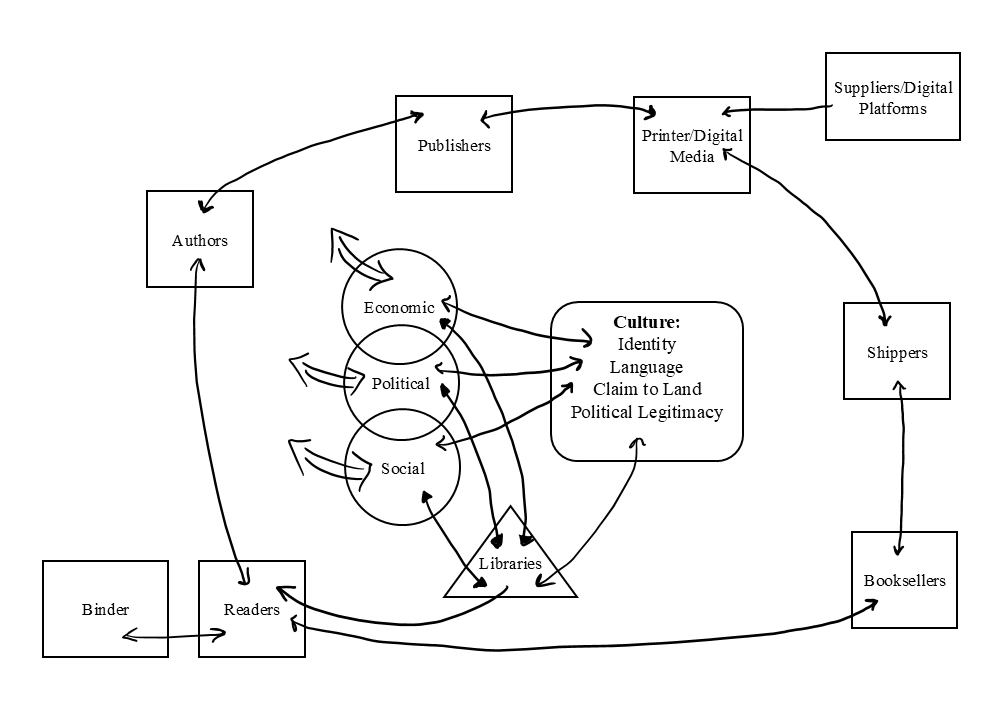 Suppliers/Digital
Platforms
Publishers
Printer/Digital
Media
Authors
Economic
Culture:
Identity
Language
Claim to Land
Political Legitimacy
Shippers
Political
Social
Libraries
Booksellers
Binder
Readers